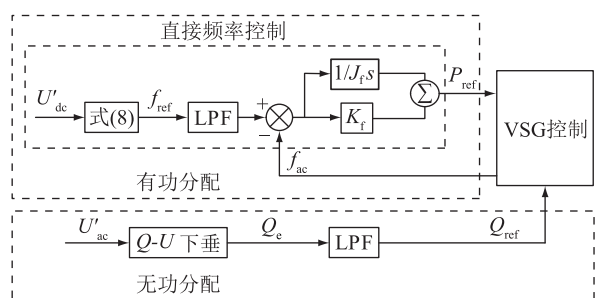 直接频率控制
U′dc
式(8)
fref
LPF
+
−
1/Jfs
Kf
∑
Pref
VSG控制
fac
有功分配
U′ac
Q-U 下垂
Qe
LPF
Qref
无功分配